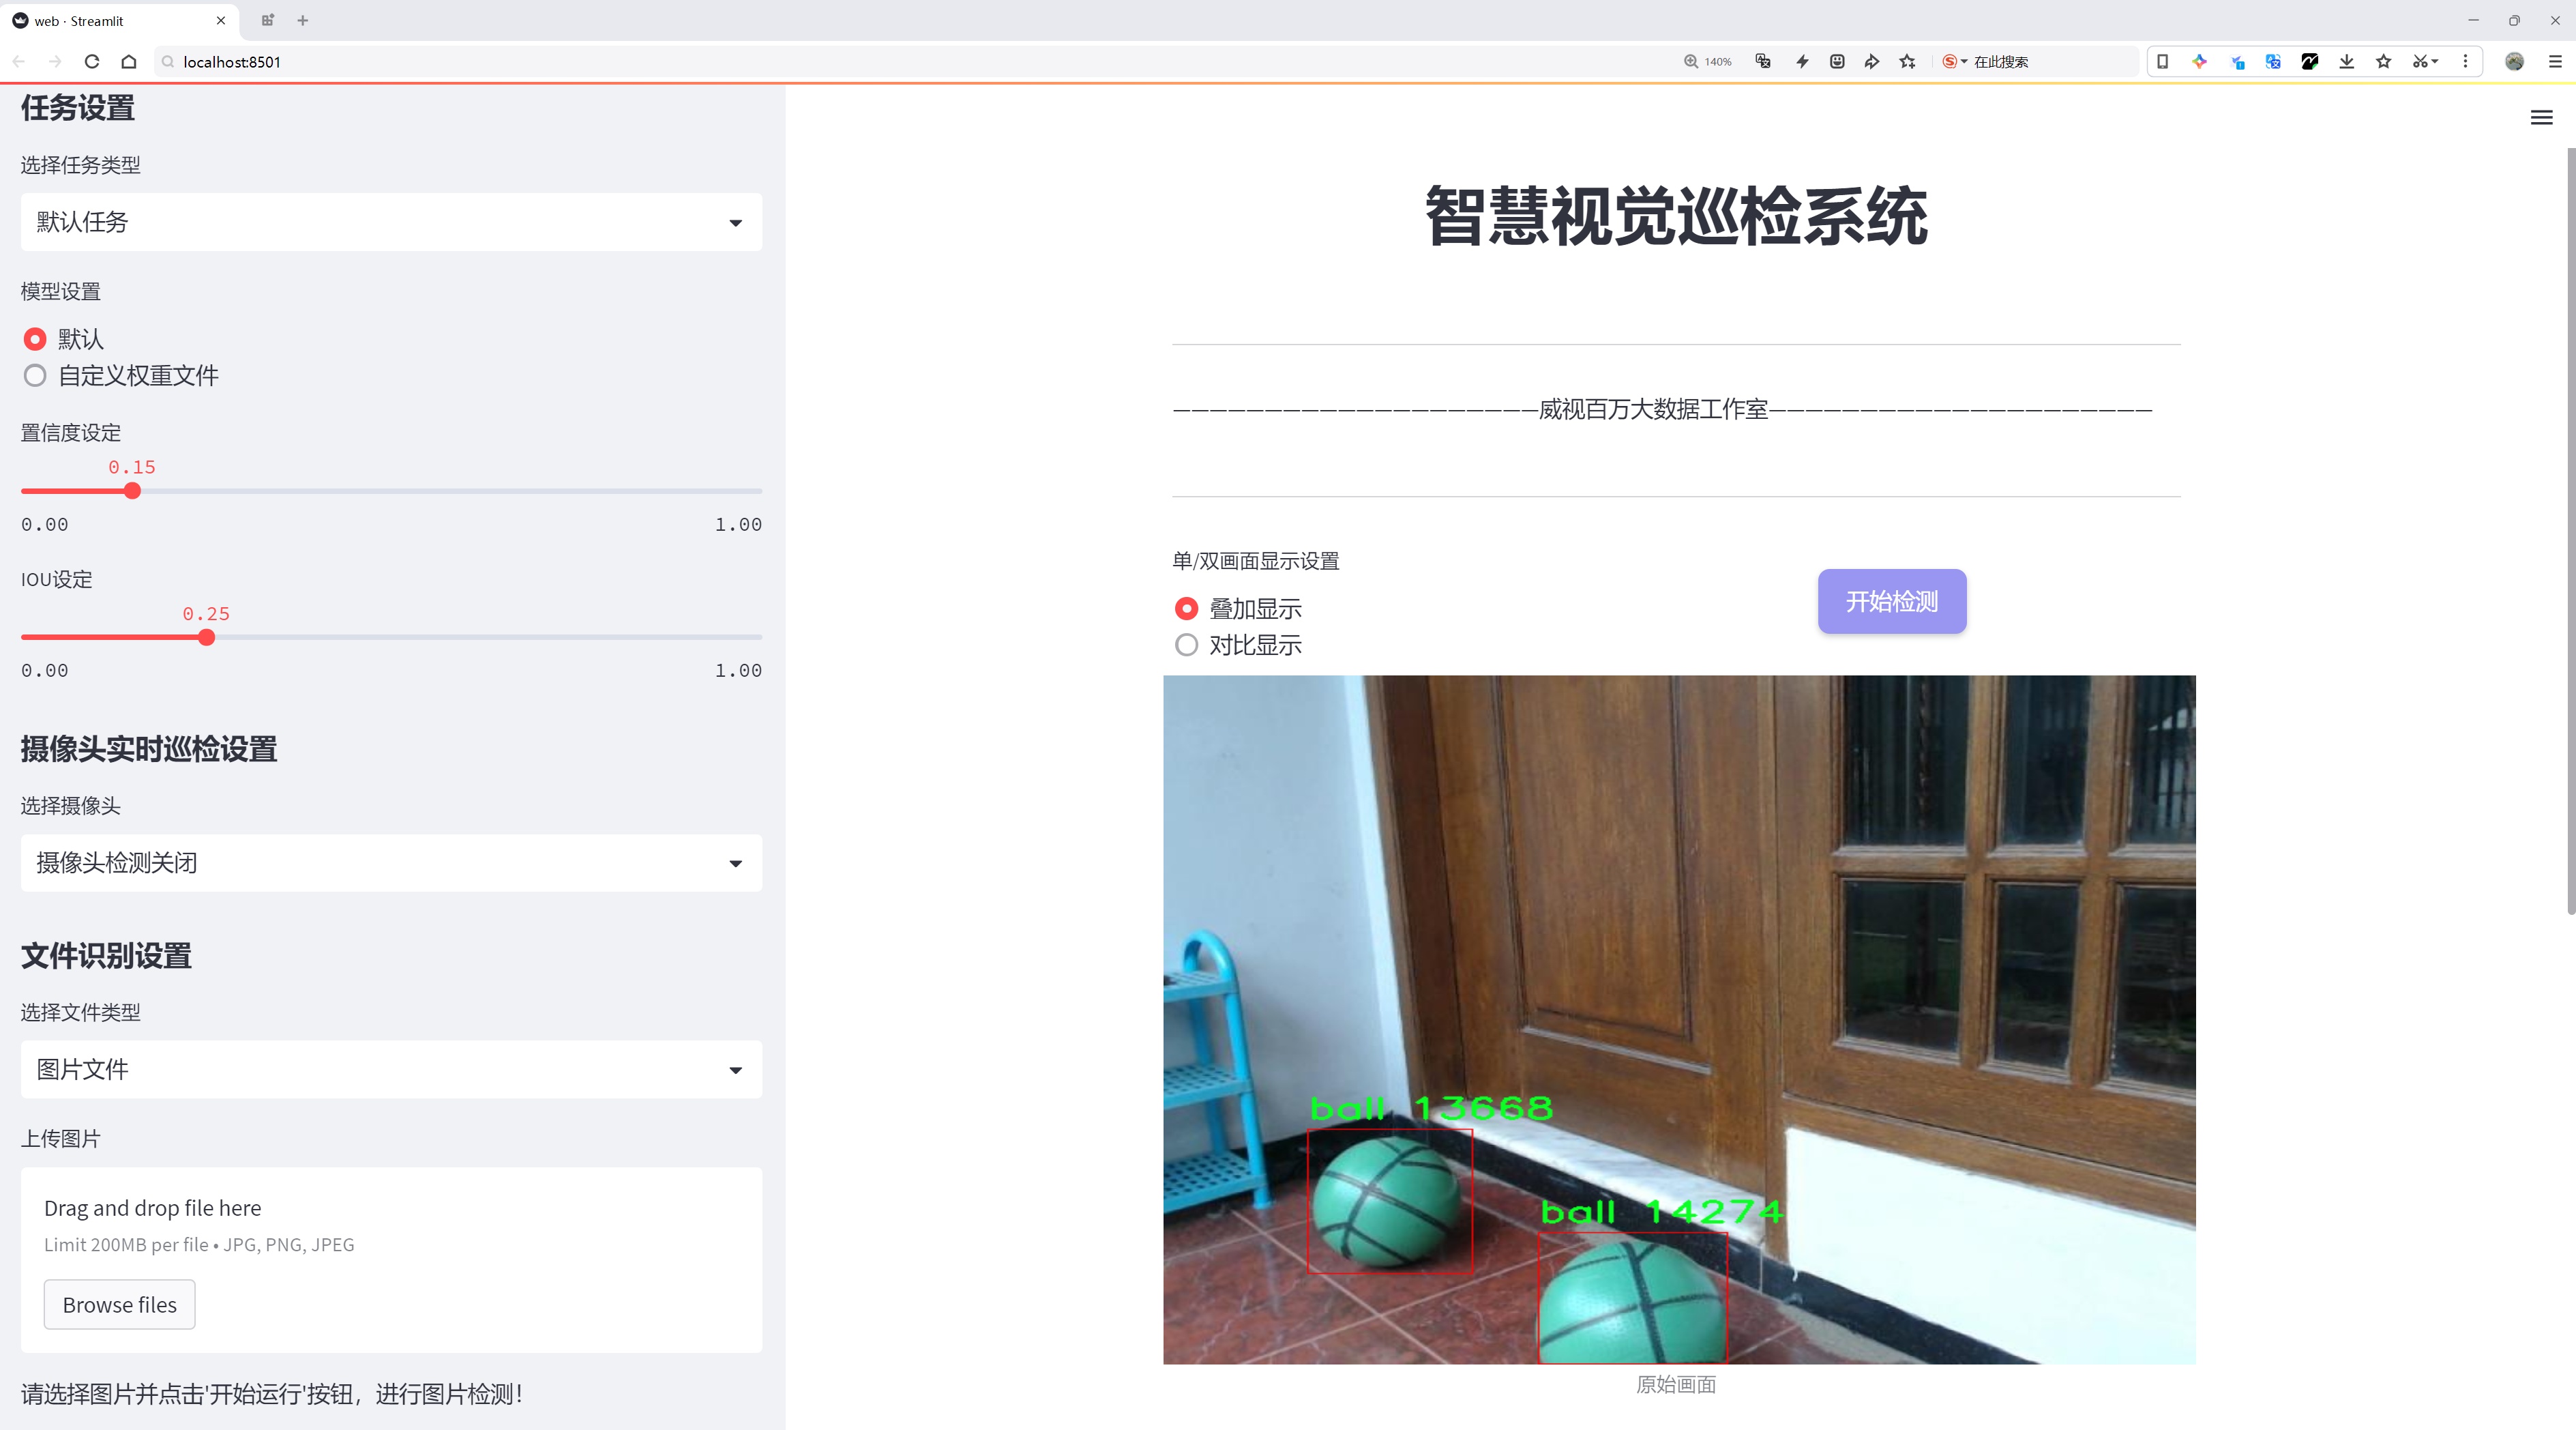 web · Streamlit
localhost:8501
140%
在此搜索
任务设置
选择任务类型
默认任务
模型设置
默认
自定义权重文件
置信度设定
0.15
0.00
1.00
IOU设定
0.25
0.00
1.00
摄像头实时巡检设置
选择摄像头
摄像头检测关闭
文件识别设置
选择文件类型
图片文件
上传图片
Drag and drop file here
Limit 200MB per file • JPG, PNG, JPEG
Browse files
请选择图片并点击'开始运行'按钮，进行图片检测！
智慧视觉巡检系统
————————————————————威视百万大数据工作室—————————————————————
单/双画面显示设置
叠加显示
对比显示
开始检测
ball 13668
ball 14274
原始画面